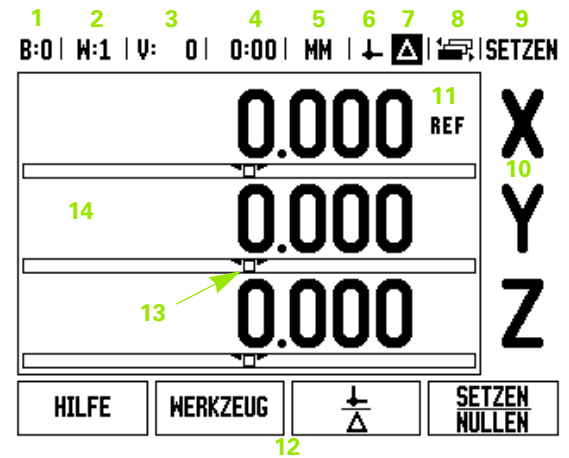 1 2 3 4 5 6 7 8 9
B:0 | W:1 | V: 0 | 0:00 | MM | Δ | SETZEN
0.000 11 REF X
10
14 0.000 Y
13
0.000 Z
HILFE WERKZEUG Δ SETZEN
NULLEN
12